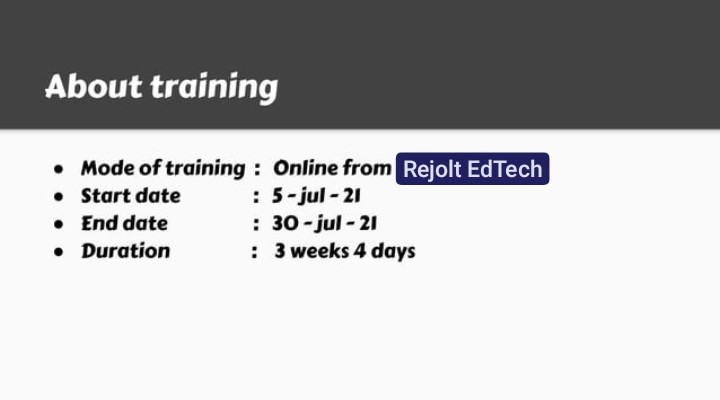 About training
• Mode of training : Online from Rejolt EdTech
• Start date : 5 - jul - 21
• End date : 30 - jul - 21
• Duration : 3 weeks 4 days